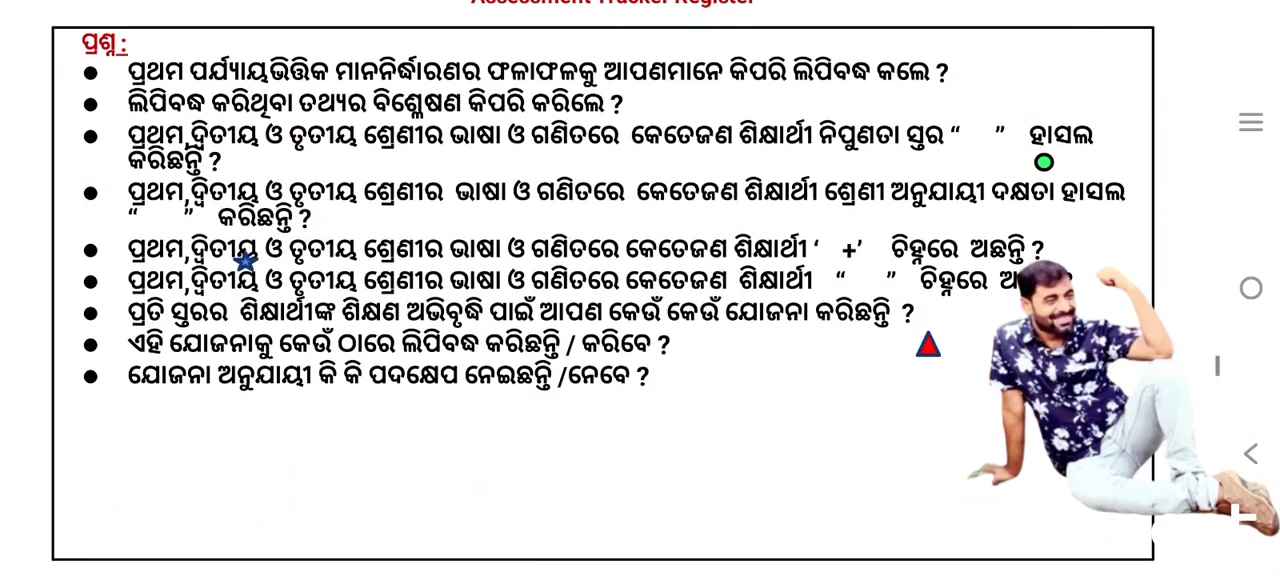 Assessment Tracker Register
ପ୍ରଶ୍ନ :
● ପ୍ରଥମ ପର୍ଯ୍ୟାୟଭିତ୍ତିକ ମାନନିର୍ଦ୍ଧାରଣର ଫଳାଫଳକୁ ଆପଣମାନେ କିପରି ଲିପିବଦ୍ଧ କଲେ ?
● ଲିପିବଦ୍ଧ କରିଥିବା ତଥ୍ୟର ବିଶ୍ଳେଷଣ କିପରି କରିଲେ ?
● ପ୍ରଥମ,ଦ୍ୱିତୀୟ ଓ ତୃତୀୟ ଶ୍ରେଣୀର ଭାଷା ଓ ଗଣିତରେ କେତେଜଣ ଶିକ୍ଷାର୍ଥୀ ନିପୁଣତା ସ୍ତର “ ” ହାସଲ
କରିଛନ୍ତି ?
● ପ୍ରଥମ,ଦ୍ୱିତୀୟ ଓ ତୃତୀୟ ଶ୍ରେଣୀର ଭାଷା ଓ ଗଣିତରେ କେତେଜଣ ଶିକ୍ଷାର୍ଥୀ ଶ୍ରେଣୀ ଅନୁଯାୟୀ ଦକ୍ଷତା ହାସଲ
“ ” କରିଛନ୍ତି ?
● ପ୍ରଥମ,ଦ୍ୱିତୀୟ ଓ ତୃତୀୟ ଶ୍ରେଣୀର ଭାଷା ଓ ଗଣିତରେ କେତେଜଣ ଶିକ୍ଷାର୍ଥୀ ‘ +’ ଚିହ୍ନରେ ଅଛନ୍ତି ?
● ପ୍ରଥମ,ଦ୍ୱିତୀୟ ଓ ତୃତୀୟ ଶ୍ରେଣୀର ଭାଷା ଓ ଗଣିତରେ କେତେଜଣ ଶିକ୍ଷାର୍ଥୀ “ ” ଚିହ୍ନରେ
● ପ୍ରତି ସ୍ତରର ଶିକ୍ଷାର୍ଥୀଙ୍କ ଶିକ୍ଷଣ ଅଭିବୃଦ୍ଧି ପାଇଁ ଆପଣ କେଉଁ କେଉଁ ଯୋଜନା କରିଛନ୍ତି ?
● ଏହି ଯୋଜନାକୁ କେଉଁ ଠାରେ ଲିପିବଦ୍ଧ କରିଛନ୍ତି / କରିବେ ?
● ଯୋଜନା ଅନୁଯାୟୀ କି କି ପଦକ୍ଷେପ ନେଇଛନ୍ତି /ନେବେ ?